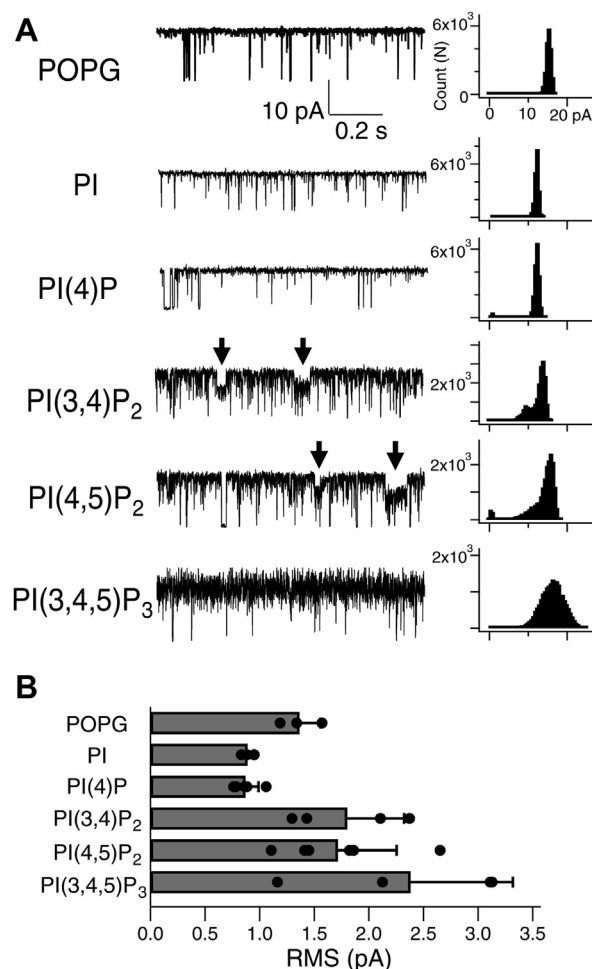 A
POPG
10 pA
0.2 s
Count (N)
6x10³
0
0 10 20 pA
PI
6x10³
PI(4)P
6x10³
PI(3,4)P₂
2x10³
PI(4,5)P₂
2x10³
PI(3,4,5)P₃
2x10³
B
POPG
PI
PI(4)P
PI(3,4)P₂
PI(4,5)P₂
PI(3,4,5)P₃
0.0 0.5 1.0 1.5 2.0 2.5 3.0 3.5
RMS (pA)